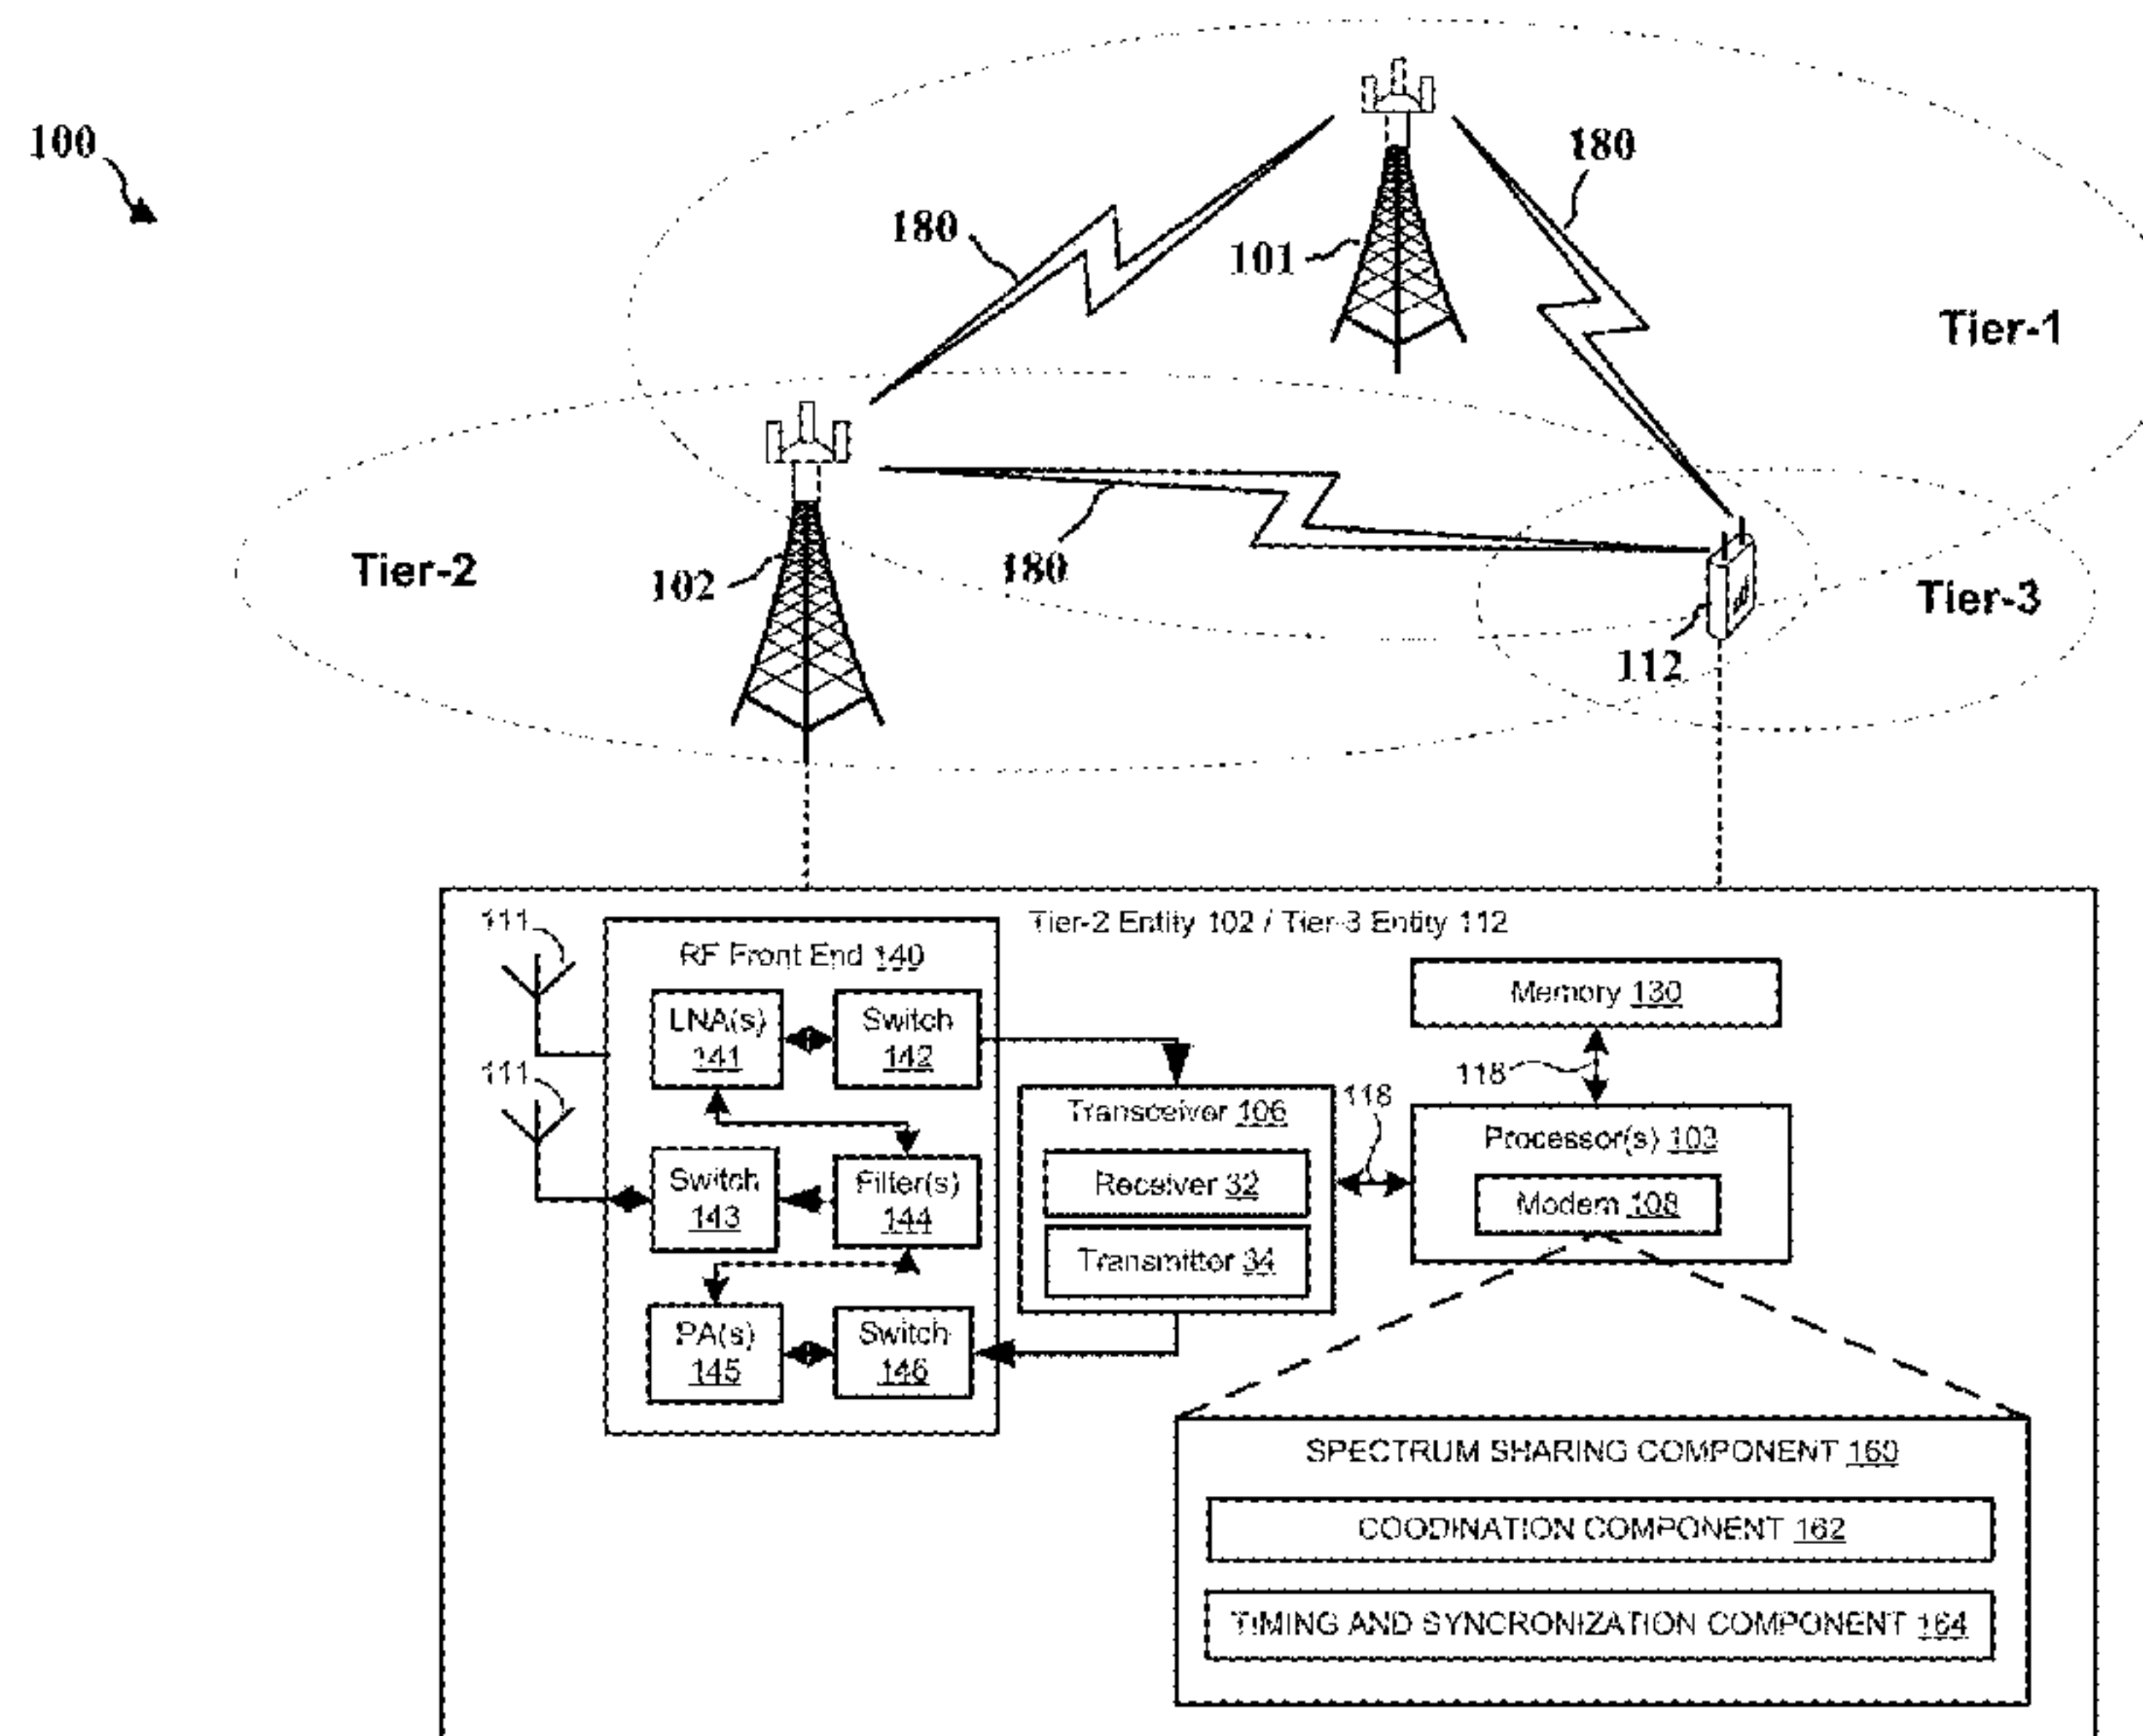 100
180
180
101
Tier-1
Tier-2
102
180
Tier-3
112
Tier-2 Entity 102 / Tier-3 Entity 112
111
RF Front End 140
Memory 130
LNA(s)
141
Switch
142
118
111
118
Transceiver 106
Processor(s) 103
Receiver 32
Modem 108
Switch
143
Filter(s)
144
Transmitter 34
PA(s)
145
Switch
146
SPECTRUM SHARING COMPONENT 160
COODINATION COMPONENT 162
TIMING AND SYNCRONIZATION COMPONENT 164